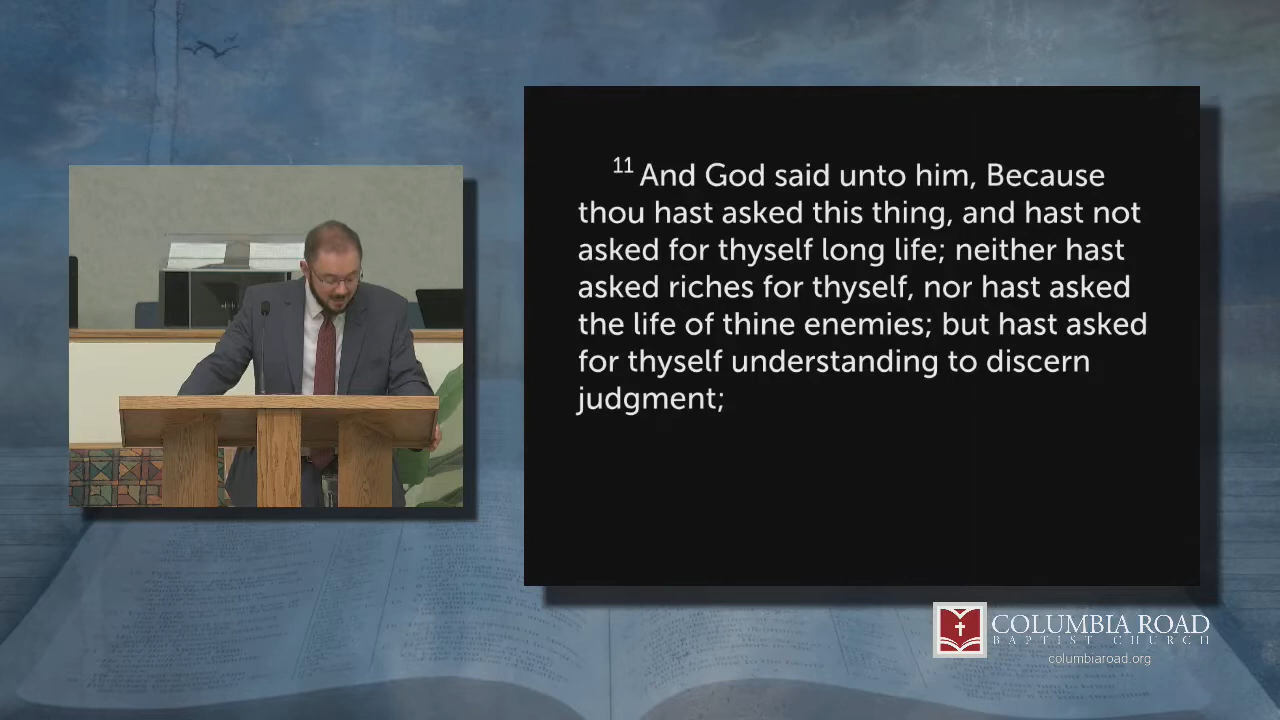 11 And God said unto him, Because
thou hast asked this thing, and hast not
asked for thyself long life; neither hast
asked riches for thyself, nor hast asked
the life of thine enemies; but hast asked
for thyself understanding to discern
judgment;
COLUMBIA ROAD
BAPTIST CHURCH
columbiaroad.org